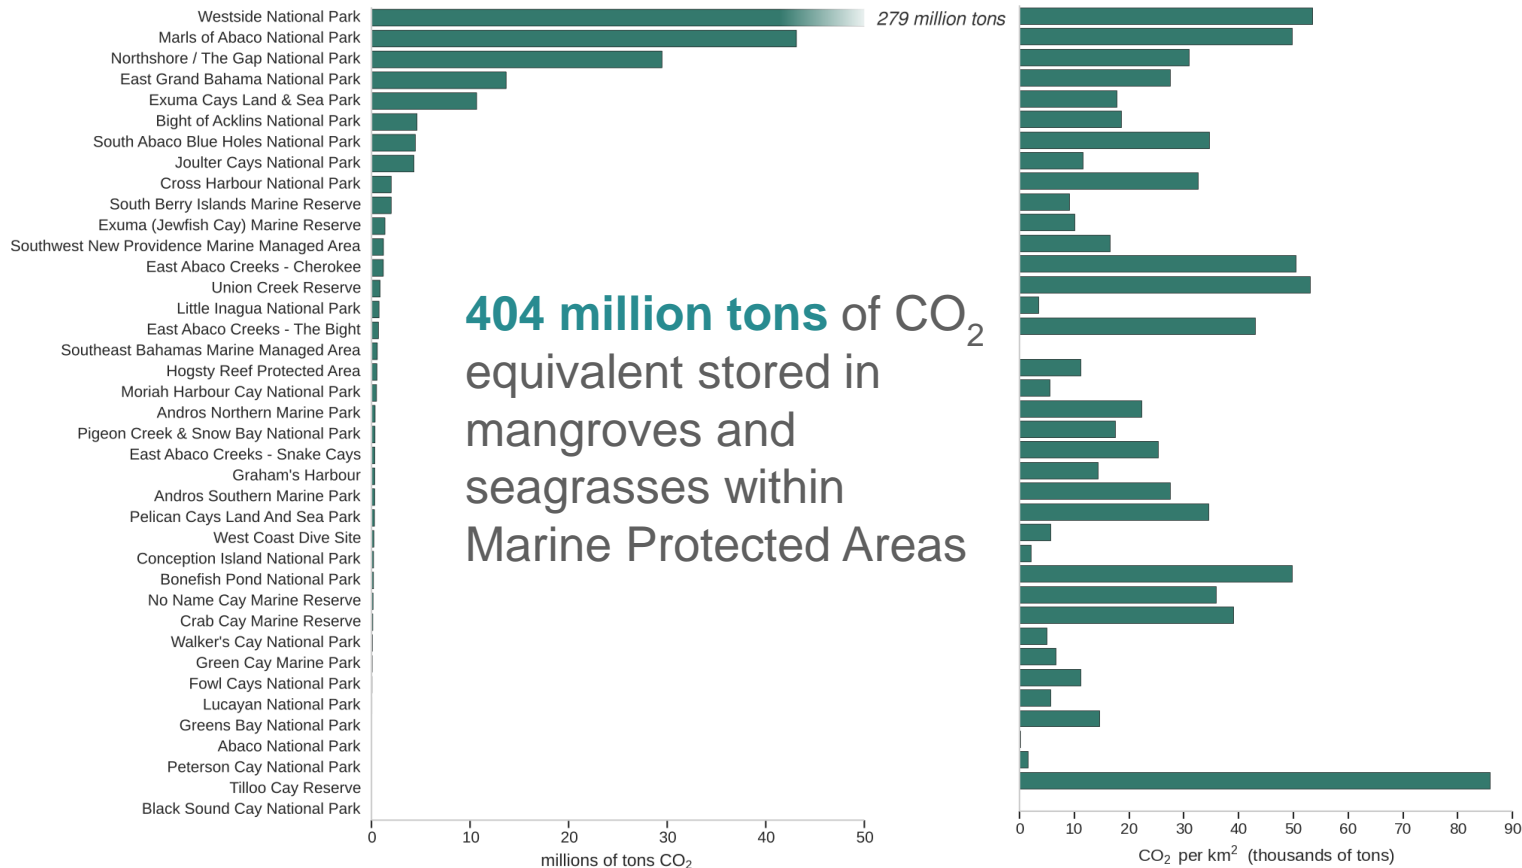 Westside National Park
279 million tons
Marls of Abaco National Park
Northshore / The Gap National Park
East Grand Bahama National Park
Exuma Cays Land & Sea Park
Bight of Acklins National Park
South Abaco Blue Holes National Park
Joulter Cays National Park
Cross Harbour National Park
South Berry Islands Marine Reserve
Exuma (Jewfish Cay) Marine Reserve
Southwest New Providence Marine Managed Area
East Abaco Creeks - Cherokee
Union Creek Reserve
Little Inagua National Park
East Abaco Creeks - The Bight
Southeast Bahamas Marine Managed Area
Hogsty Reef Protected Area
Moriah Harbour Cay National Park
Andros Northern Marine Park
Pigeon Creek & Snow Bay National Park
East Abaco Creeks - Snake Cays
Graham's Harbour
Andros Southern Marine Park
Pelican Cays Land And Sea Park
West Coast Dive Site
Conception Island National Park
Bonefish Pond National Park
No Name Cay Marine Reserve
Crab Cay Marine Reserve
Walker's Cay National Park
Green Cay Marine Park
Fowl Cays National Park
Lucayan National Park
Greens Bay National Park
Abaco National Park
Peterson Cay National Park
Tilloo Cay Reserve
Black Sound Cay National Park
404 million tons of CO₂
equivalent stored in
mangroves and
seagrasses within
Marine Protected Areas
0 10 20 30 40 50
millions of tons CO₂
0 10 20 30 40 50 60 70 80 90
CO₂ per km² (thousands of tons)